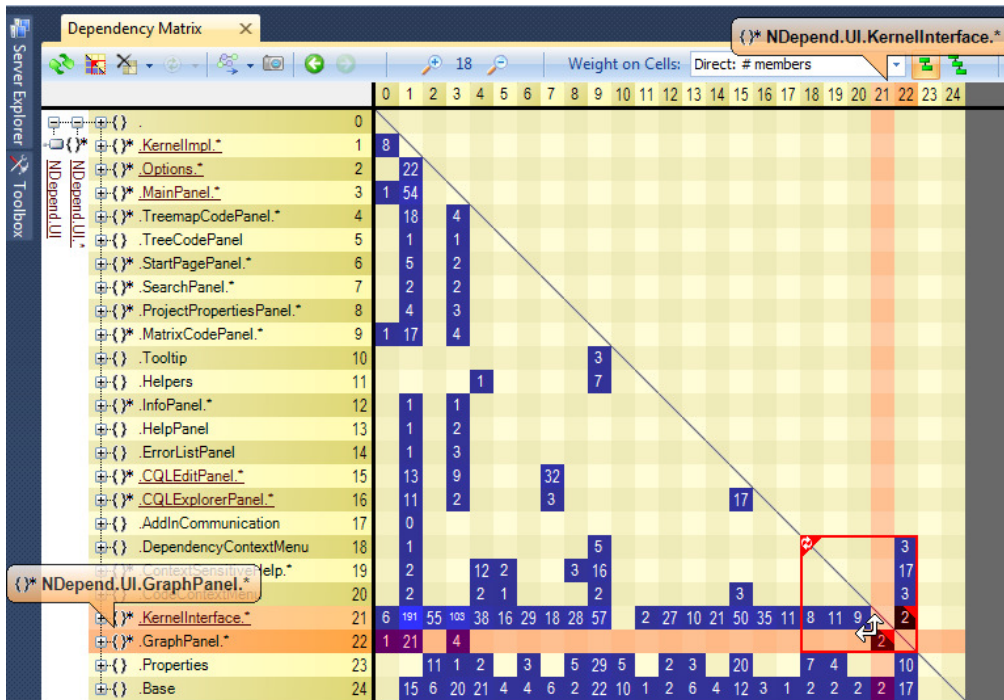 Dependency Matrix
{}* NDepend.UI.KernelInterface.*
18
Weight on Cells: Direct: # members
Server Explorer
Toolbox
0 1 2 3 4 5 6 7 8 9 10 11 12 13 14 15 16 17 18 19 20 21 22 23 24
NDepend.UI
NDepend.UI.*
{} . 0
{}* .KernelImpl.* 1 8
{}* .Options.* 2 22
{}* .MainPanel.* 3 1 54
{}* .TreemapCodePanel.* 4 18 4
{} .TreeCodePanel 5 1 1
{}* .StartPagePanel.* 6 5 2
{}* .SearchPanel.* 7 2 2
{}* .ProjectPropertiesPanel.* 8 4 3
{}* .MatrixCodePanel.* 9 1 17 4
{} .Tooltip 10 3
{} .Helpers 11 1 7
{}* .InfoPanel.* 12 1 1
{} .HelpPanel 13 1 2
{} .ErrorListPanel 14 1 3
{}* .CQLEditPanel.* 15 13 9 32
{}* .CQLExplorerPanel.* 16 11 2 3 17
{} .AddInCommunication 17 0
{} .DependencyContextMenu 18 1 5 3
.ContextSensitiveHelp.* 19 2 12 2 3 16 17
{}* NDepend.UI.GraphPanel.*
.CodeContextMenu 20 2 2 1 2 3 3
{}* .KernelInterface.* 21 6 191 55 103 38 16 29 18 28 57 2 27 10 21 50 35 11 8 11 9 2
{}* .GraphPanel.* 22 1 21 4 2
{} .Properties 23 11 1 2 3 5 29 5 2 3 20 7 4 10
{} .Base 24 15 6 20 21 4 4 6 2 22 10 1 2 6 4 12 3 1 2 2 2 2 17